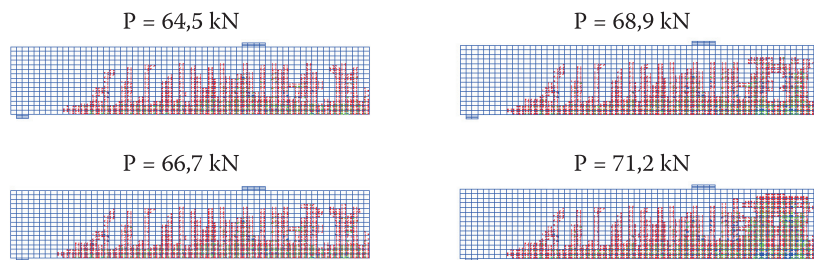 P = 64,5 kN
P = 68,9 kN
P = 66,7 kN
P = 71,2 kN